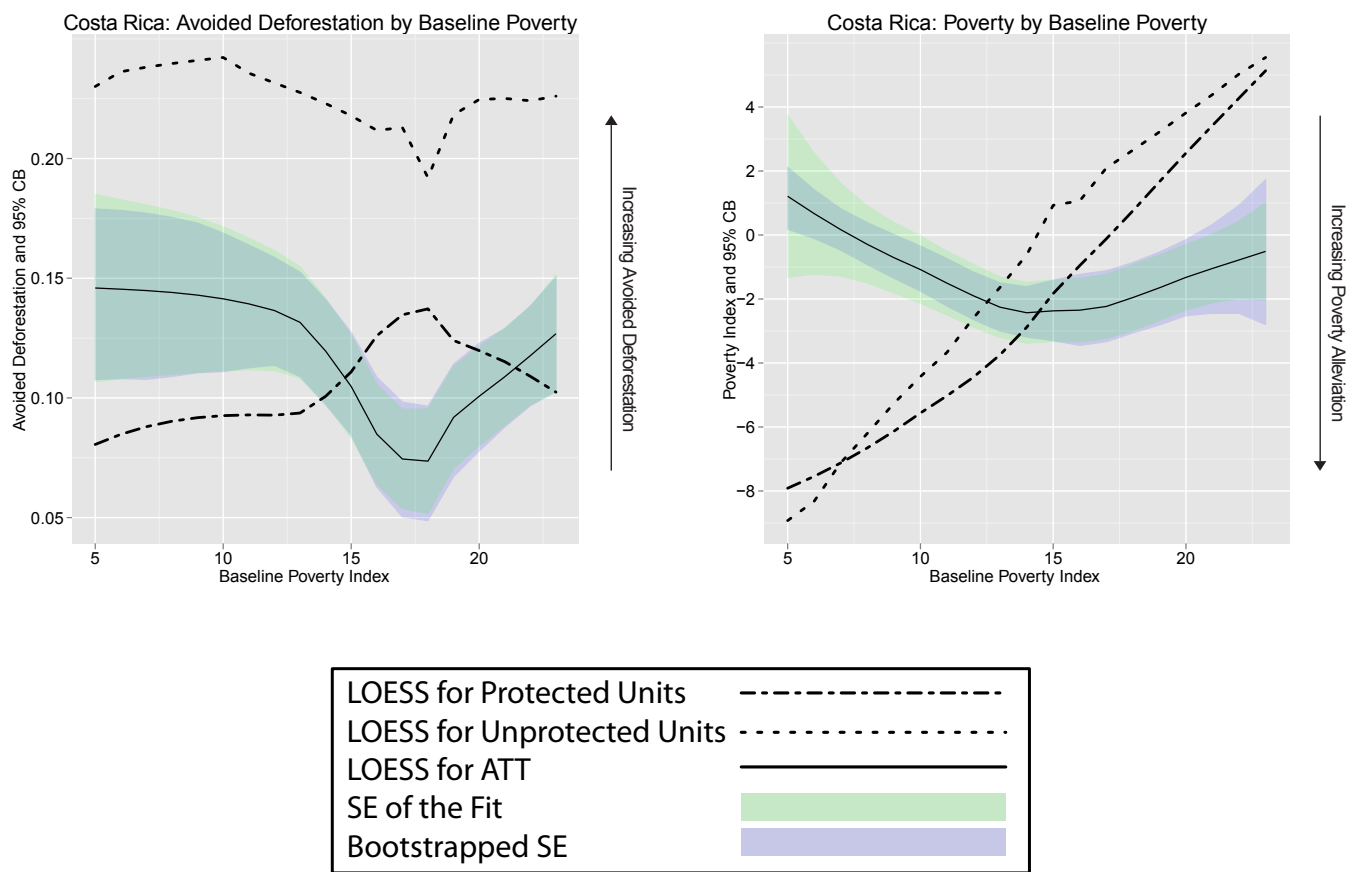 Costa Rica: Avoided Deforestation by Baseline Poverty
Avoided Deforestation and 95% CB
0.20
0.15
0.10
0.05
5
10
15
20
Baseline Poverty Index
Increasing Avoided Deforestation
Costa Rica: Poverty by Baseline Poverty
Poverty Index and 95% CB
4
2
0
−2
−4
−6
−8
5
10
15
20
Baseline Poverty Index
Increasing Poverty Alleviation
LOESS for Protected Units
LOESS for Unprotected Units
LOESS for ATT
SE of the Fit
Bootstrapped SE